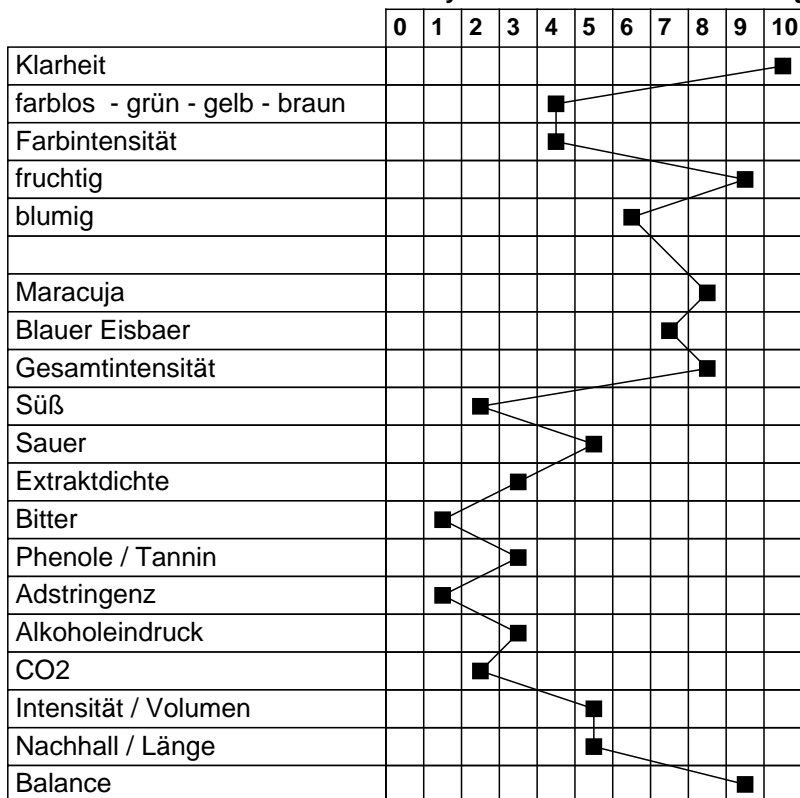 0 1 2 3 4 5 6 7 8 9 10
Klarheit
farblos - grün - gelb - braun
Farbintensität
fruchtig
blumig
Maracuja
Blauer Eisbaer
Gesamtintensität
Süß
Sauer
Extraktdichte
Bitter
Phenole / Tannin
Adstringenz
Alkoholeindruck
CO2
Intensität / Volumen
Nachhall / Länge
Balance